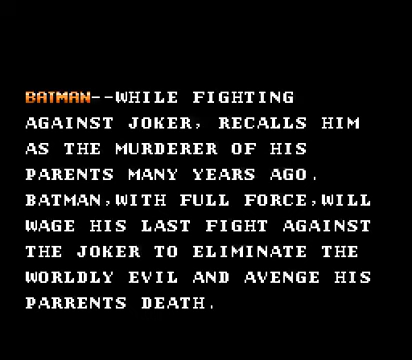 BATMAN--WHILE FIGHTING
AGAINST JOKER, RECALLS HIM
AS THE MURDERER OF HIS
PARENTS MANY YEARS AGO.
BATMAN,WITH FULL FORCE,WILL
WAGE HIS LAST FIGHT AGAINST
THE JOKER TO ELIMINATE THE
WORLDLY EVIL AND AVENGE HIS
PARRENTS DEATH.